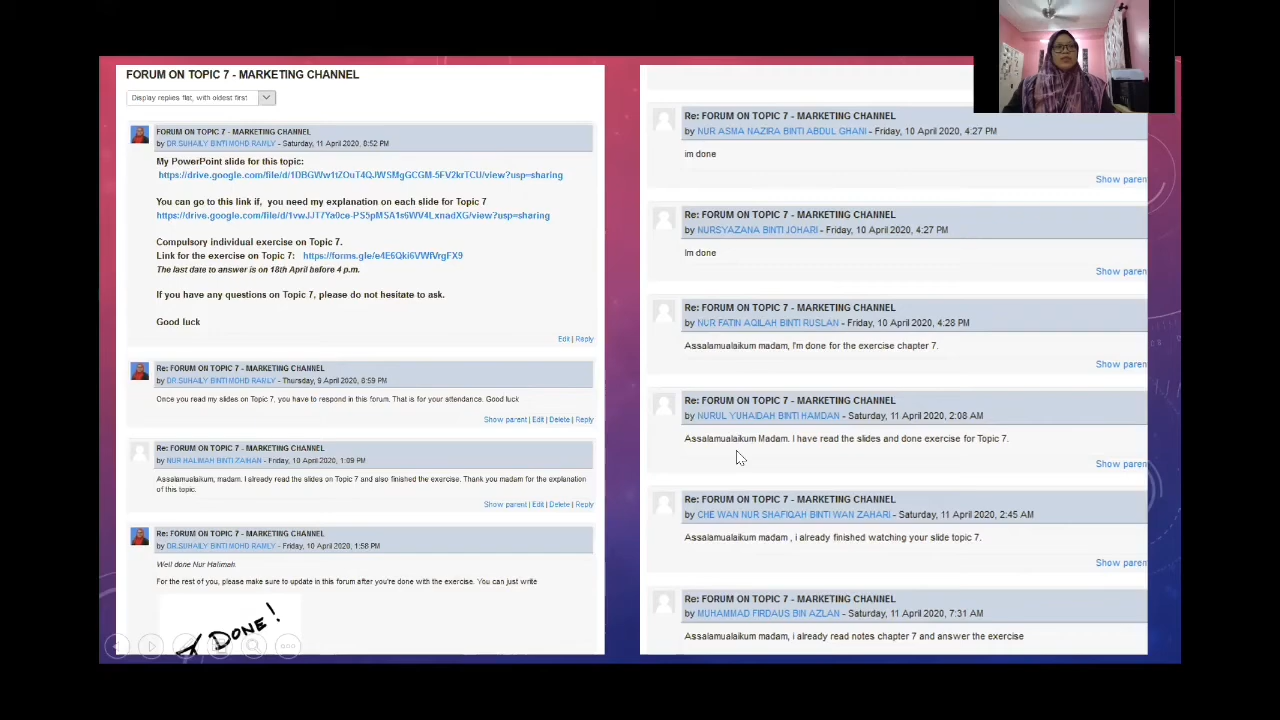 FORUM ON TOPIC 7 - MARKETING CHANNEL
Display replies flat, with oldest first
FORUM ON TOPIC 7 - MARKETING CHANNEL
by DR.SUHAILY BINTI MOHD RAMLY - Saturday, 11 April 2020, 8:52 PM
My PowerPoint slide for this topic:
You can go to this link if, you need my explanation on each slide for Topic 7
Compulsory individual exercise on Topic 7.
Link for the exercise on Topic 7: https://forms.gle/e4E6Qki6VWfVrgFX9
The last date to answer is on 18th April before 4 p.m.
If you have any questions on Topic 7, please do not hesitate to ask.
Good luck
Edit | Reply
Re: FORUM ON TOPIC 7 - MARKETING CHANNEL
by DR.SUHAILY BINTI MOHD RAMLY - Thursday, 9 April 2020, 8:59 PM
Once you read my slides on Topic 7, you have to respond in this forum. That is for your attendance. Good luck
Show parent | Edit | Delete | Reply
Re: FORUM ON TOPIC 7 - MARKETING CHANNEL
by NUR HALIMAH BINTI ZAIHAN - Friday, 10 April 2020, 1:09 PM
Assalamualaikum, madam. I already read the slides on Topic 7 and also finished the exercise. Thank you madam for the explanation
of this topic.
Show parent | Edit | Delete | Reply
Re: FORUM ON TOPIC 7 - MARKETING CHANNEL
by DR.SUHAILY BINTI MOHD RAMLY - Friday, 10 April 2020, 1:58 PM
Well done Nur Halimah.
For the rest of you, please make sure to update in this forum after you're done with the exercise. You can just write
DONE!
Re: FORUM ON TOPIC 7 - MARKETING CHANNEL
by NUR ASMA NAZIRA BINTI ABDUL GHANI - Friday, 10 April 2020, 4:27 PM
im done
Show paren
Re: FORUM ON TOPIC 7 - MARKETING CHANNEL
by NURSYAZANA BINTI JOHARI - Friday, 10 April 2020, 4:27 PM
Im done
Show paren
Re: FORUM ON TOPIC 7 - MARKETING CHANNEL
by NUR FATIN AQILAH BINTI RUSLAN - Friday, 10 April 2020, 4:28 PM
Assalamualaikum madam, I'm done for the exercise chapter 7.
Show paren
Re: FORUM ON TOPIC 7 - MARKETING CHANNEL
by NURUL YUHAIDAH BINTI HAMDAN - Saturday, 11 April 2020, 2:08 AM
Assalamualaikum Madam. I have read the slides and done exercise for Topic 7.
Show paren
Re: FORUM ON TOPIC 7 - MARKETING CHANNEL
by CHE WAN NUR SHAFIQAH BINTI WAN ZAHARI - Saturday, 11 April 2020, 2:45 AM
Assalamualaikum madam , i already finished watching your slide topic 7.
Show paren
Re: FORUM ON TOPIC 7 - MARKETING CHANNEL
by MUHAMMAD FIRDAUS BIN AZLAN - Saturday, 11 April 2020, 7:31 AM
Assalamualaikum madam, i already read notes chapter 7 and answer the exercise